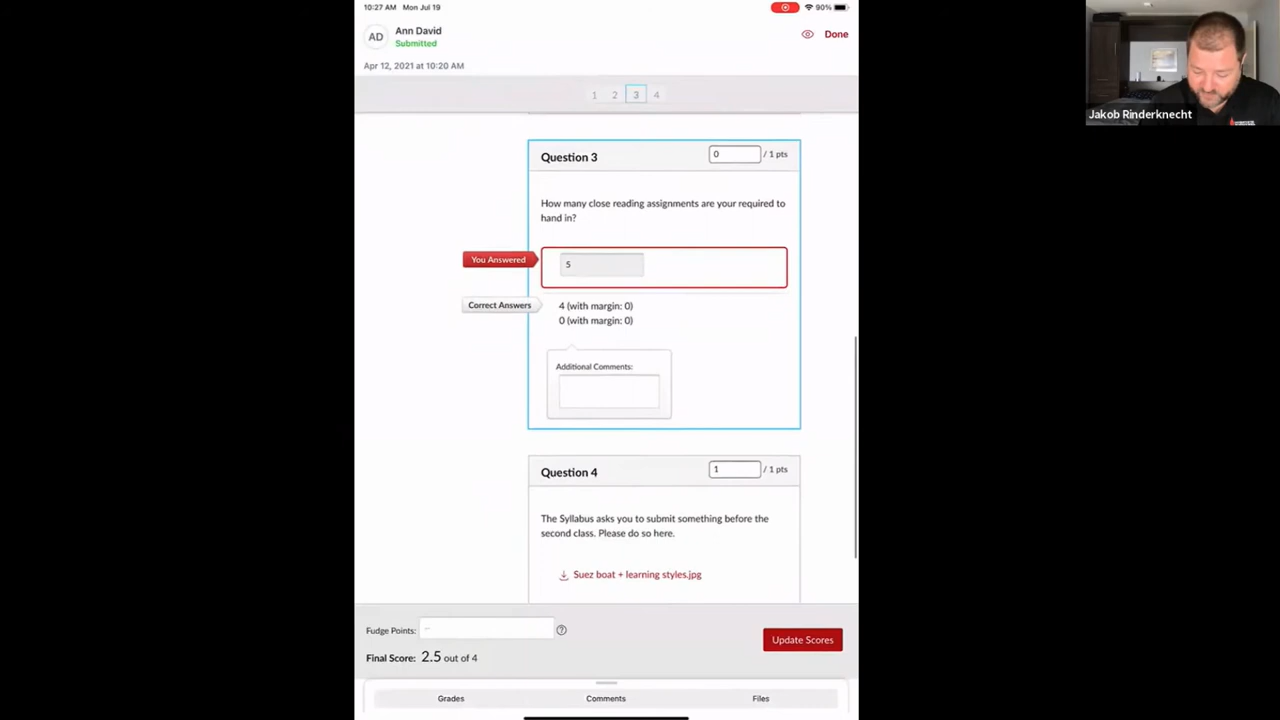 10:27 AM Mon Jul 19
90%
AD
Ann David
Submitted
Done
Apr 12, 2021 at 10:20 AM
1 2 3 4
Question 3
0 / 1 pts
How many close reading assignments are your required to
hand in?
You Answered
5
Correct Answers
4 (with margin: 0)
0 (with margin: 0)
Additional Comments:
Question 4
1 / 1 pts
The Syllabus asks you to submit something before the
second class. Please do so here.
Suez boat + learning styles.jpg
Fudge Points: --
Final Score: 2.5 out of 4
Update Scores
Grades
Comments
Files
Jakob Rinderknecht